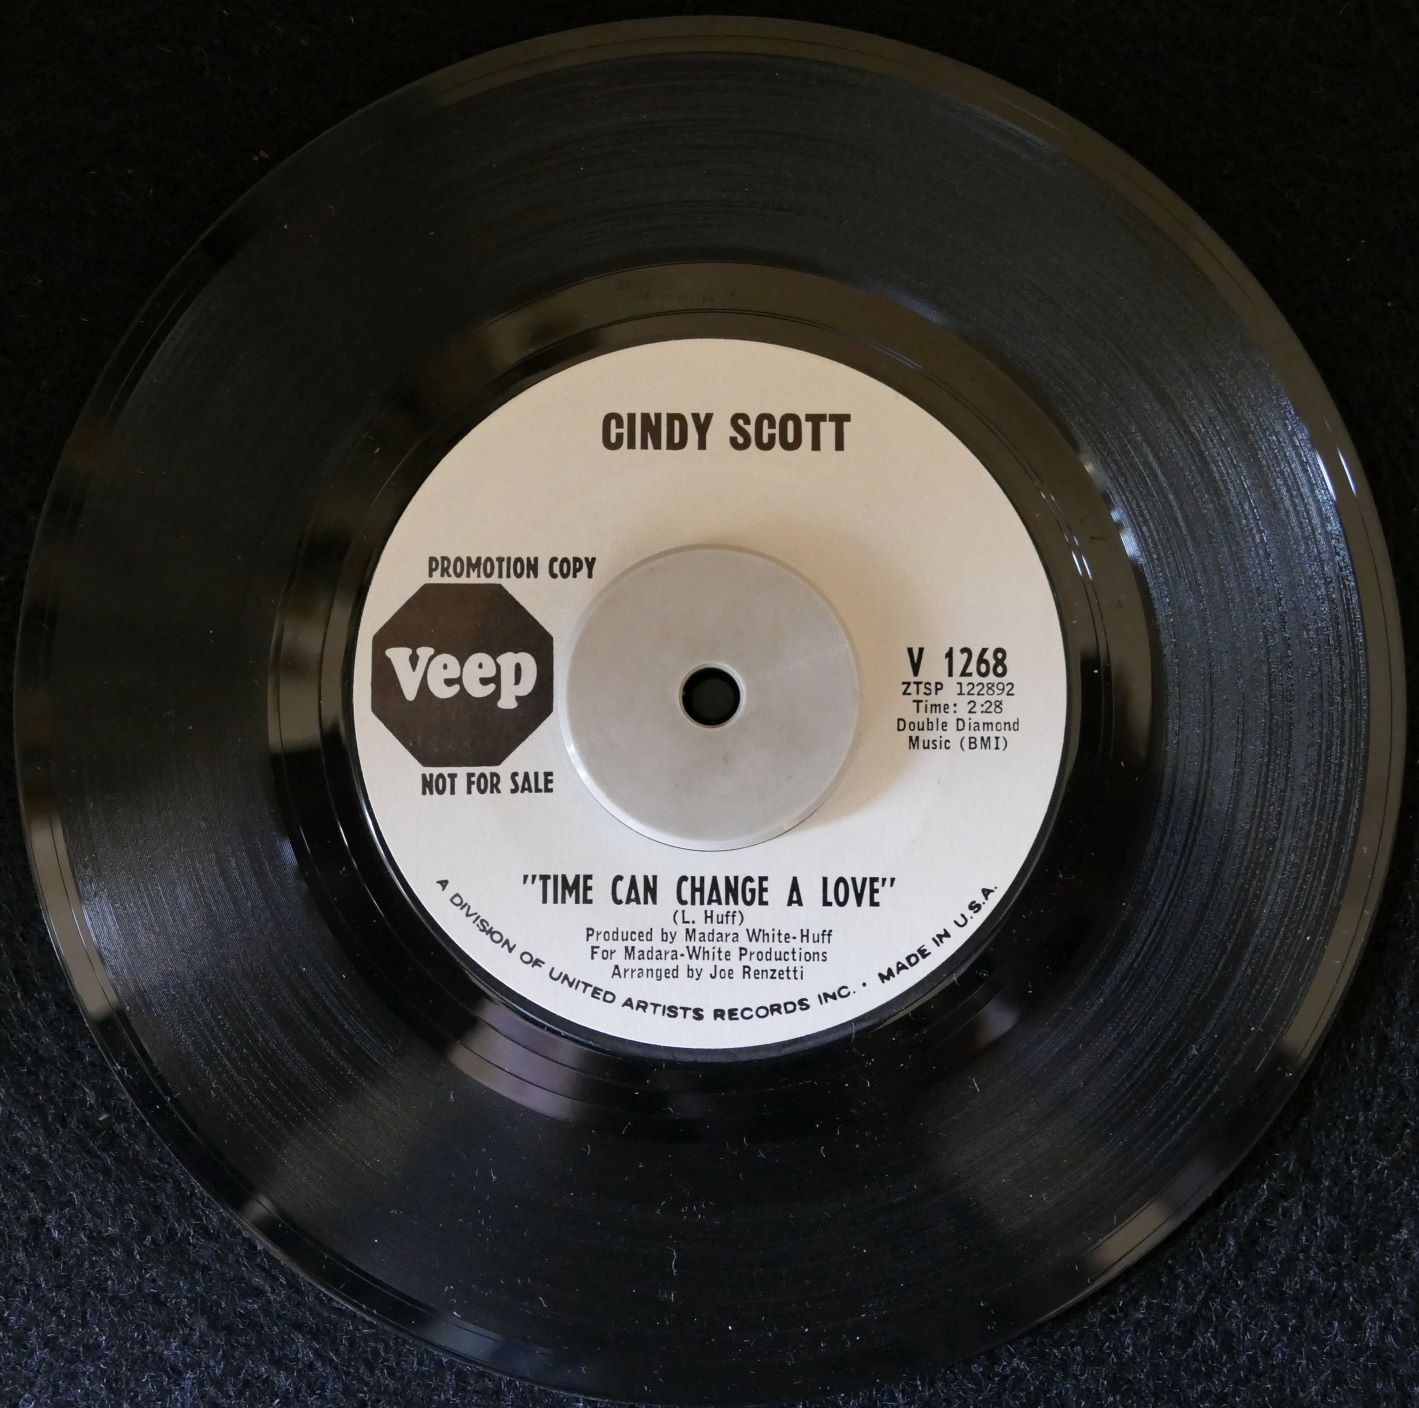 CINDY SCOTT
PROMOTION COPY
Veep
NOT FOR SALE
V 1268
ZTSP 122892
Time: 2:28
Double Diamond
Music (BMI)
"TIME CAN CHANGE A LOVE"
(L. Huff)
Produced by Madara White-Huff
For Madara-White Productions
Arranged by Joe Renzetti
A DIVISION OF UNITED ARTISTS RECORDS INC. · MADE IN U.S.A.